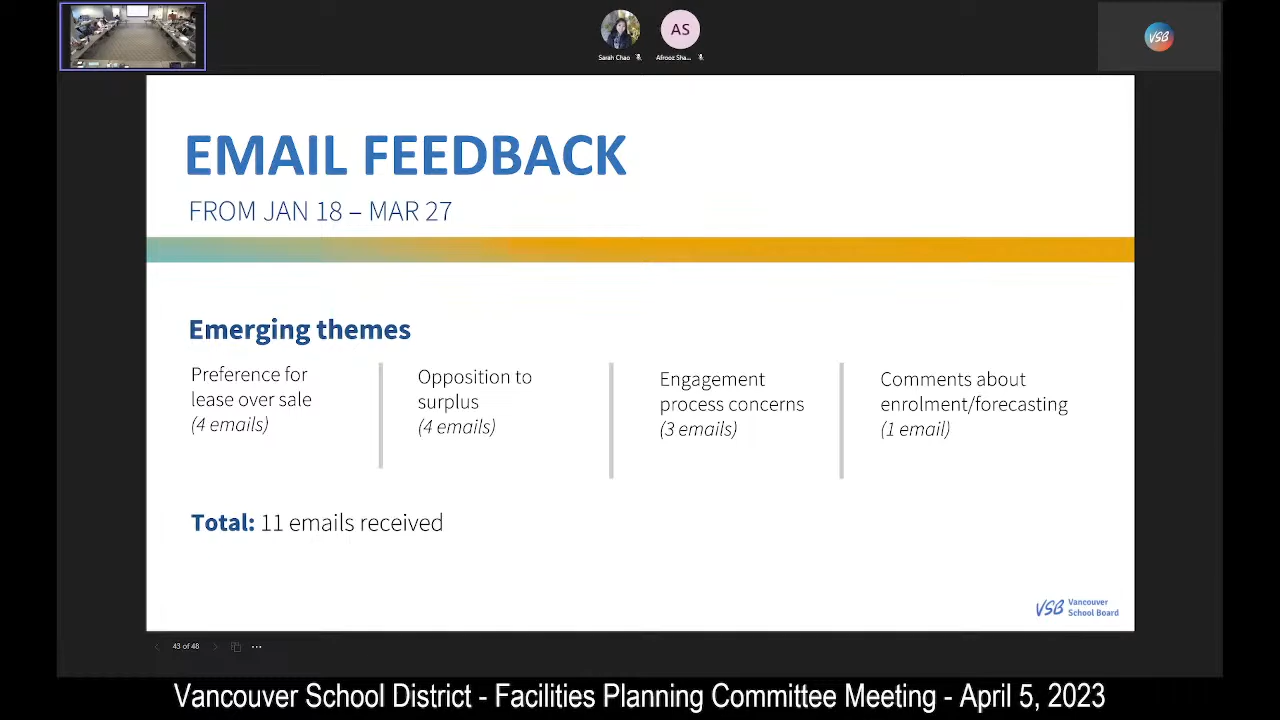 AS
Sarah Chao
Afrooz Sha...
VSB
EMAIL FEEDBACK
FROM JAN 18 – MAR 27
Emerging themes
Preference for
lease over sale
(4 emails)
Opposition to
surplus
(4 emails)
Engagement
process concerns
(3 emails)
Comments about
enrolment/forecasting
(1 email)
Total: 11 emails received
VSB Vancouver
School Board
43 of 48
Vancouver School District - Facilities Planning Committee Meeting - April 5, 2023